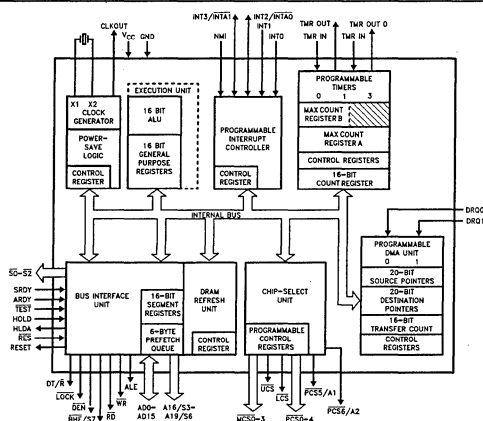 INT3/INTA1
INT2/INTA0
TMR OUT
TMR OUT 0
CLKOUT
VCC
GND
NMI
INT1
INT0
TMR IN
TMR IN
X1
X2
CLOCK
GENERATOR
POWER-
SAVE
LOGIC
CONTROL
REGISTER
EXECUTION UNIT
16 BIT
ALU
16 BIT
GENERAL
PURPOSE
REGISTERS
PROGRAMMABLE
INTERRUPT
CONTROLLER
CONTROL
REGISTER
PROGRAMMABLE
TIMERS
0 1 3
MAX COUNT
REGISTER B
MAX COUNT
REGISTER A
CONTROL REGISTERS
16-BIT
COUNT REGISTER
INTERNAL BUS
DRQ0
DRQ1
PROGRAMMABLE
DMA UNIT
0 1
20-BIT
SOURCE POINTERS
20-BIT
DESTINATION
POINTERS
16-BIT
TRANSFER COUNT
CONTROL
REGISTERS
S0-S2
SRDY
ARDY
TEST
HOLD
HLDA
RES
RESET
BUS INTERFACE
UNIT
16-BIT
SEGMENT
REGISTERS
6-BYTE
PREFETCH
QUEUE
DRAM
REFRESH
UNIT
CONTROL
REGISTER
CHIP-SELECT
UNIT
PROGRAMMABLE
CONTROL
REGISTERS
DT/R
LOCK
DEN
BHE/S7
RD
WR
ALE
AD0-
AD15
A16/S3-
A19/S6
UCS
LCS
MCS0-3
PCS0-4
PCS5/A1
PCS6/A2